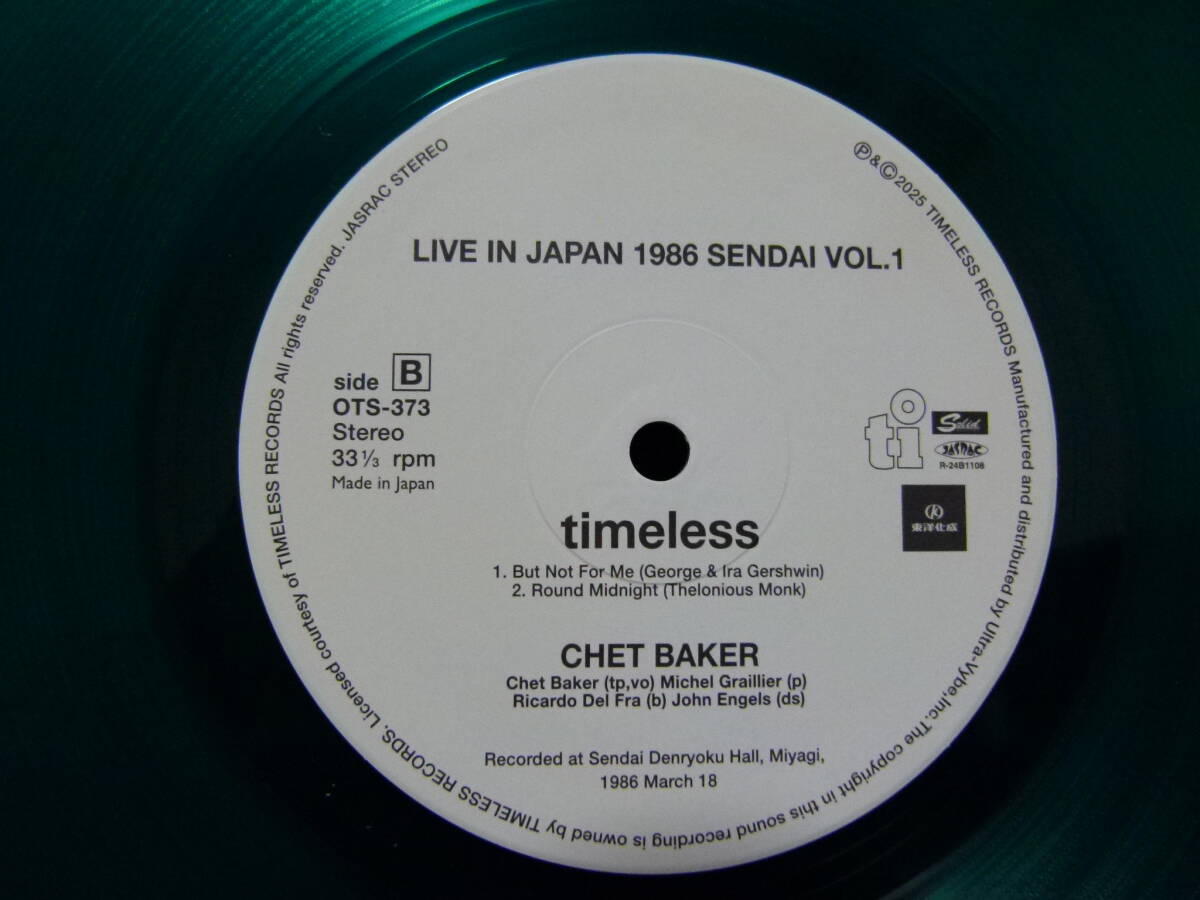 LIVE IN JAPAN 1986 SENDAI VOL.1
side B
OTS-373
Stereo
33 1/3 rpm
Made in Japan
ti
Solid
JASRAC
R-24B1108
東洋化成
timeless
1. But Not For Me (George & Ira Gershwin)
2. Round Midnight (Thelonious Monk)
CHET BAKER
Chet Baker (tp,vo) Michel Graillier (p)
Ricardo Del Fra (b) John Engels (ds)
Recorded at Sendai Denryoku Hall, Miyagi,
1986 March 18
Ⓟ&Ⓒ2025 TIMELESS RECORDS Manufactured and distributed by Ultra-Vybe,Inc.The copyright in this sound recording is owned by TIMELESS RECORDS. Licensed courtesy of TIMELESS RECORDS All rights reserved. JASRAC STEREO